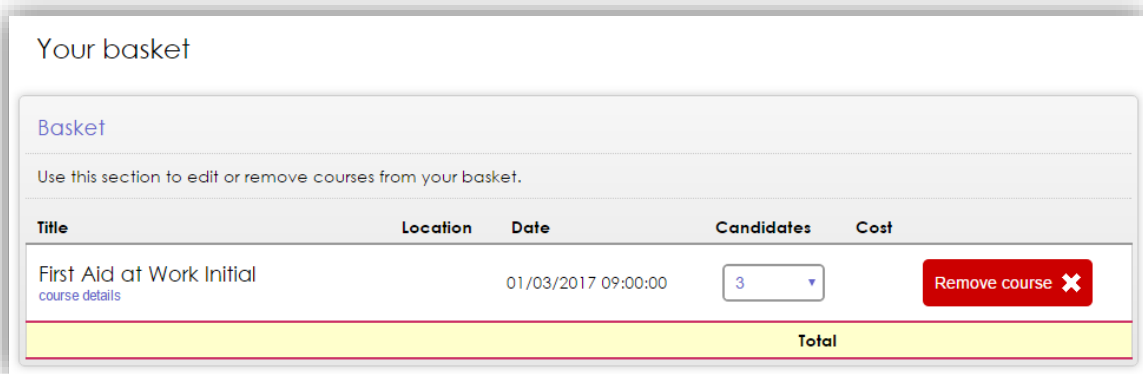 Your basket
Basket
Use this section to edit or remove courses from your basket.
Title Location Date Candidates Cost
First Aid at Work Initial 01/03/2017 09:00:00 3 Remove course
course details
Total